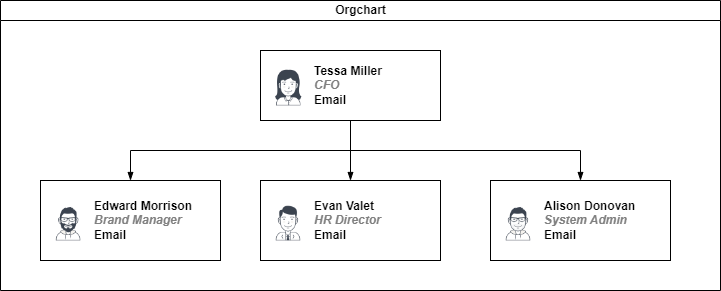 Orgchart
Tessa Miller
CFO
Email
Edward Morrison
Brand Manager
Email
Evan Valet
HR Director
Email
Alison Donovan
System Admin
Email